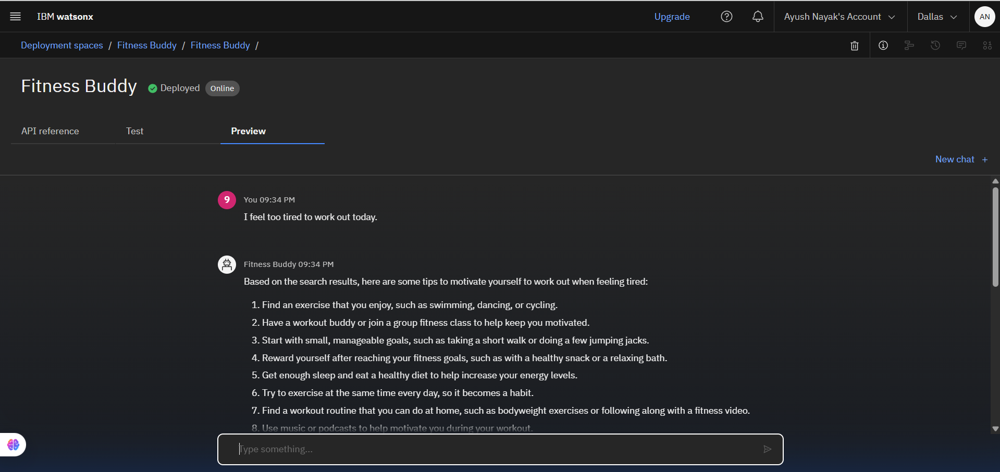 IBM watsonx
Upgrade
Ayush Nayak's Account
Dallas
AN
Deployment spaces / Fitness Buddy / Fitness Buddy /
Fitness Buddy
Deployed
Online
API reference
Test
Preview
New chat +
9
You 09:34 PM
I feel too tired to work out today.
Fitness Buddy 09:34 PM
Based on the search results, here are some tips to motivate yourself to work out when feeling tired:
1. Find an exercise that you enjoy, such as swimming, dancing, or cycling.
2. Have a workout buddy or join a group fitness class to help keep you motivated.
3. Start with small, manageable goals, such as taking a short walk or doing a few jumping jacks.
4. Reward yourself after reaching your fitness goals, such as with a healthy snack or a relaxing bath.
5. Get enough sleep and eat a healthy diet to help increase your energy levels.
6. Try to exercise at the same time every day, so it becomes a habit.
7. Find a workout routine that you can do at home, such as bodyweight exercises or following along with a fitness video.
8. Use music or podcasts to help motivate you during your workout.
Type something...